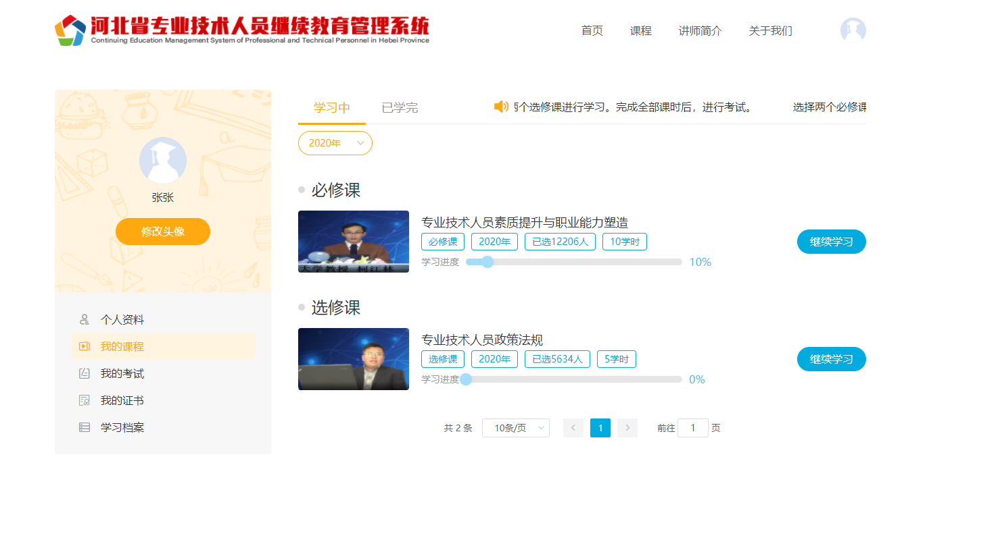 河北省专业技术人员继续教育管理系统
Continuing Education Management System of Professional and Technical Personnel in Hebei Province
首页 课程 讲师简介 关于我们
学习中 已学完 个选修课进行学习。完成全部课时后，进行考试。 选择两个必修课
2020年
张张
修改头像
个人资料
我的课程
我的考试
我的证书
学习档案
必修课
大学教授 柯江林
专业技术人员素质提升与职业能力塑造
必修课 2020年 已选12206人 10学时
学习进度 10%
继续学习
选修课
专业技术人员政策法规
选修课 2020年 已选5634人 5学时
学习进度 0%
继续学习
共 2 条 10条/页 1 前往 1 页